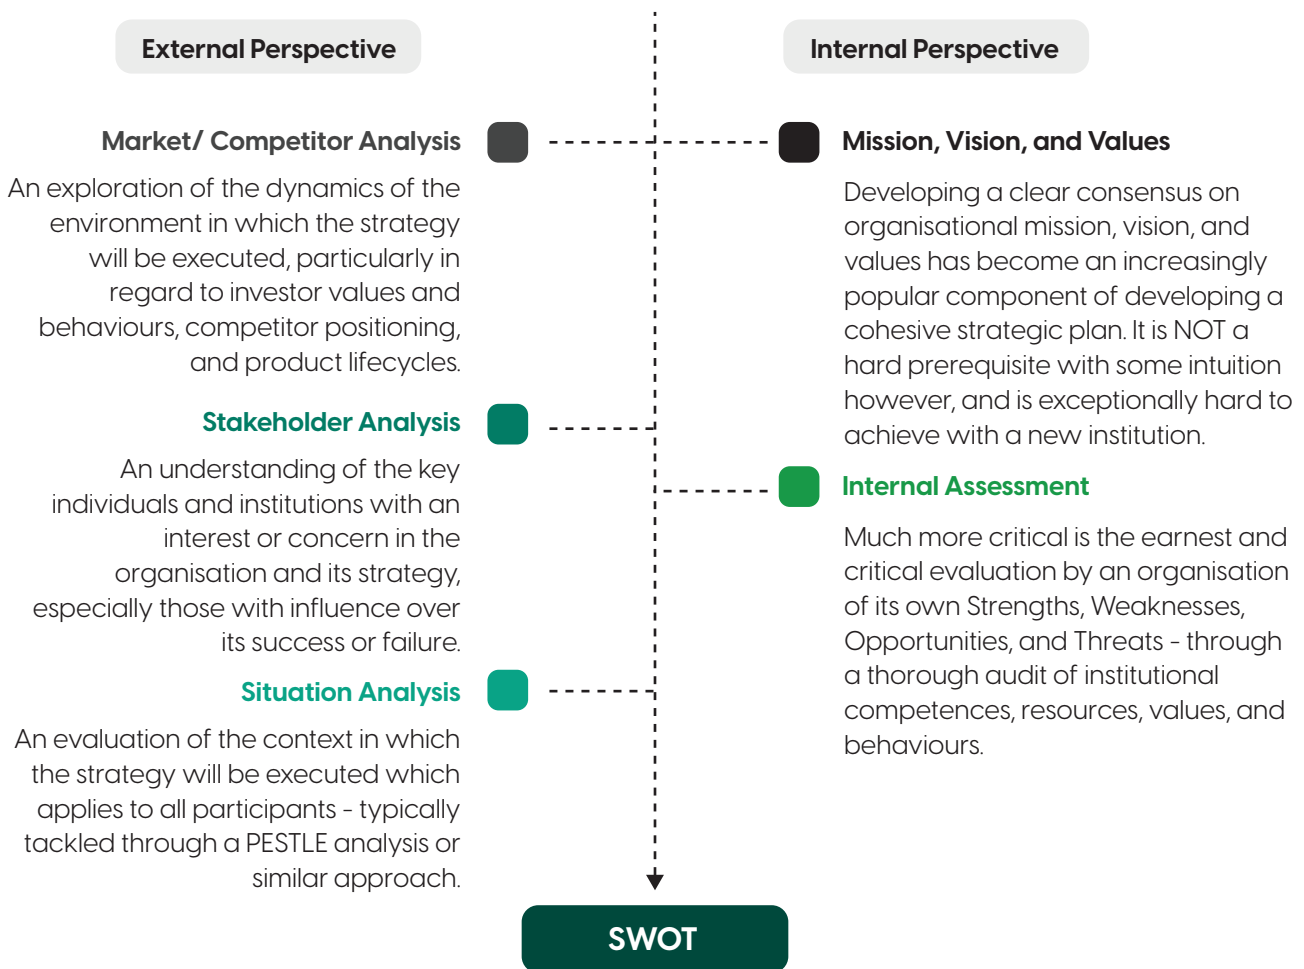 External Perspective
Market/ Competitor Analysis
An exploration of the dynamics of the
environment in which the strategy
will be executed, particularly in
regard to investor values and
behaviours, competitor positioning,
and product lifecycles.
Stakeholder Analysis
An understanding of the key
individuals and institutions with an
interest or concern in the
organisation and its strategy,
especially those with influence over
its success or failure.
Situation Analysis
An evaluation of the context in which
the strategy will be executed which
applies to all participants - typically
tackled through a PESTLE analysis or
similar approach.
Internal Perspective
Mission, Vision, and Values
Developing a clear consensus on
organisational mission, vision, and
values has become an increasingly
popular component of developing a
cohesive strategic plan. It is NOT a
hard prerequisite with some intuition
however, and is exceptionally hard to
achieve with a new institution.
Internal Assessment
Much more critical is the earnest and
critical evaluation by an organisation
of its own Strengths, Weaknesses,
Opportunities, and Threats - through
a thorough audit of institutional
competences, resources, values, and
behaviours.
SWOT